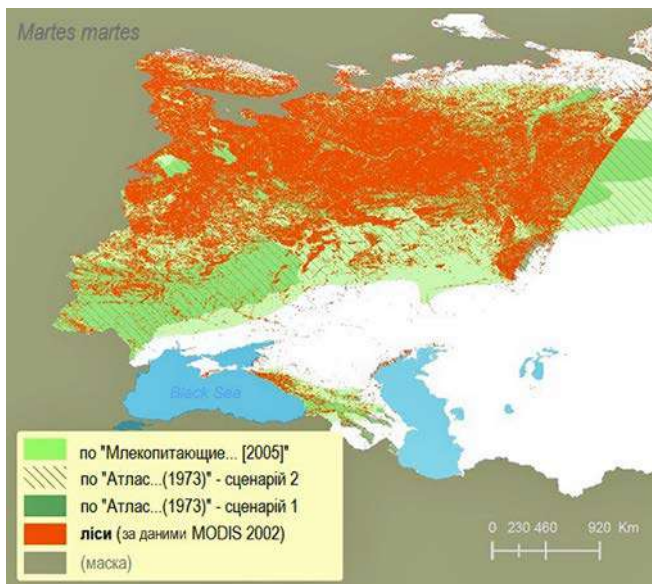 Martes martes
Black Sea
по "Млекопитающие... [2005]"
по "Атлас...(1973)" - сценарій 2
по "Атлас...(1973)" - сценарій 1
ліси (за даними MODIS 2002)
(маска)
0 230 460 920 Km